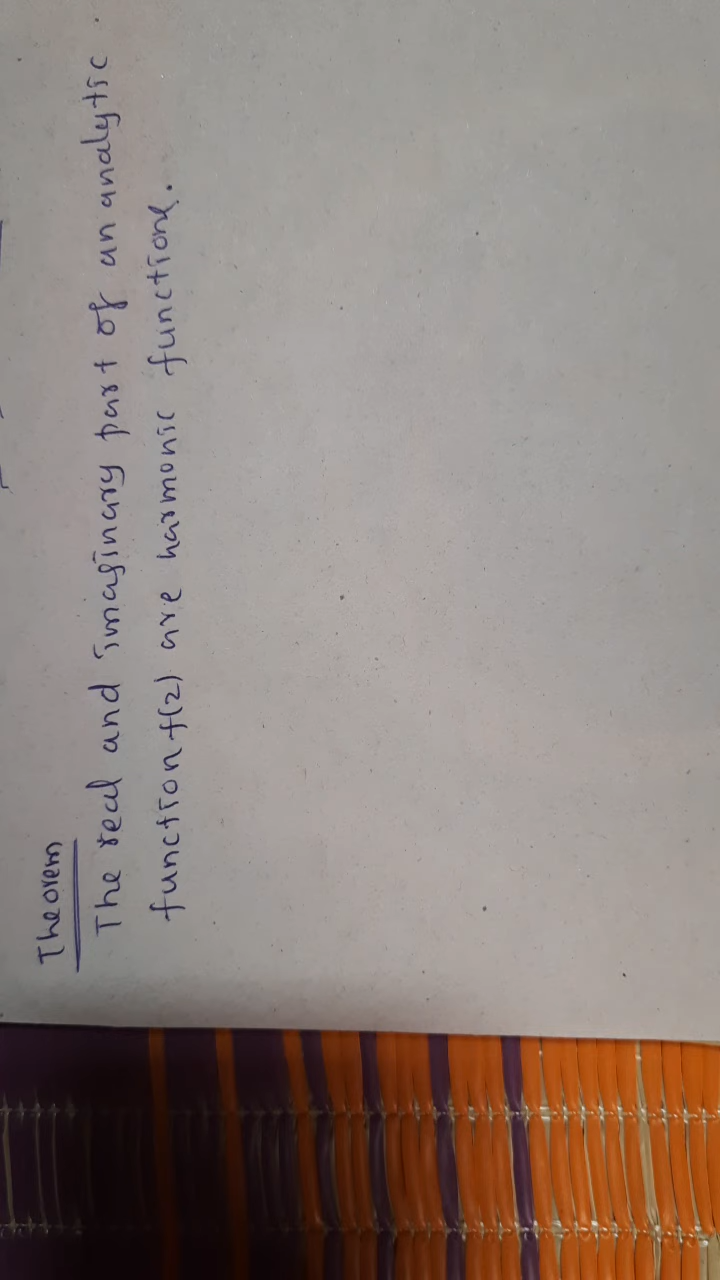 Theorem
The real and imaginary part of an analytic
function f(z) are harmonic functions.